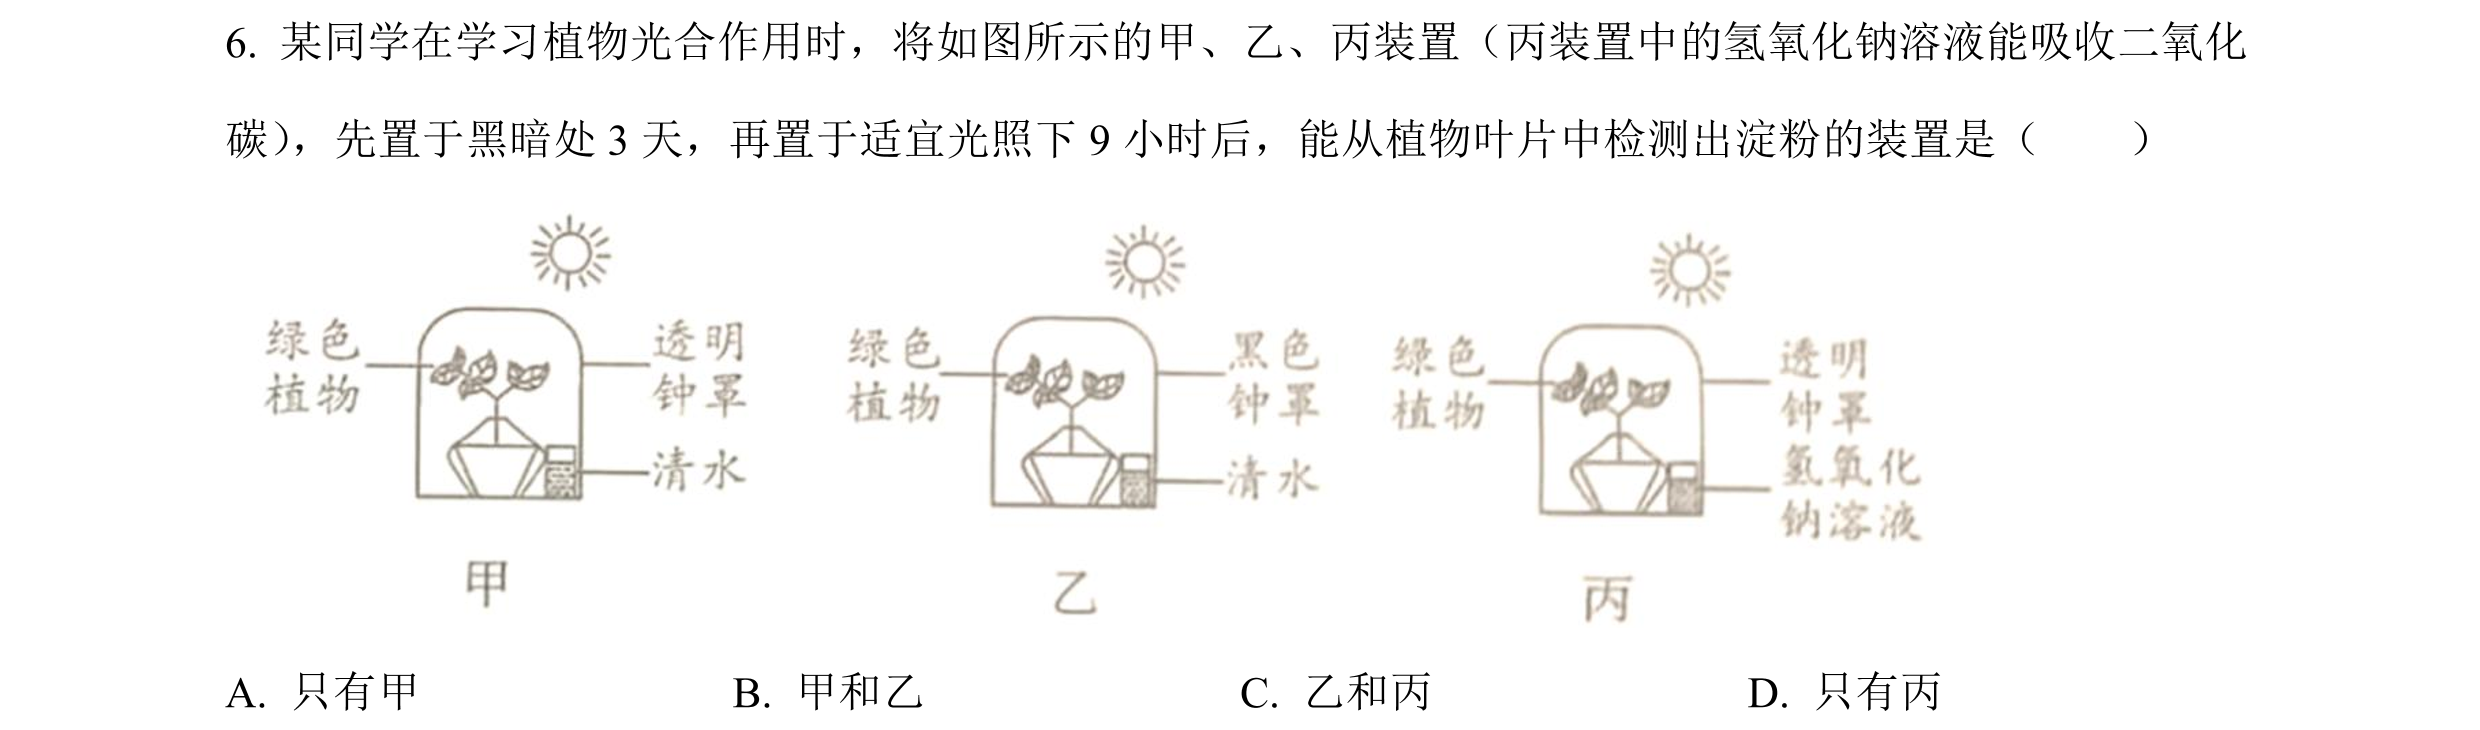 6. 某同学在学习植物光合作用时，将如图所示的甲、乙、丙装置（丙装置中的氢氧化钠溶液能吸收二氧化
碳），先置于黑暗处 3 天，再置于适宜光照下 9 小时后，能从植物叶片中检测出淀粉的装置是（　　）
绿色
植物
透明
钟罩
清水
甲
绿色
植物
黑色
钟罩
清水
乙
绿色
植物
透明
钟罩
氢氧化
钠溶液
丙
A. 只有甲 B. 甲和乙 C. 乙和丙 D. 只有丙